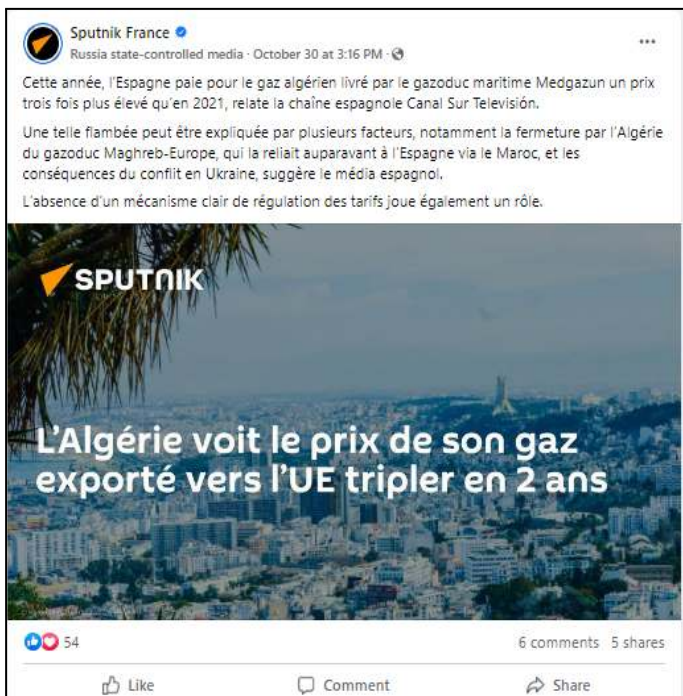 Sputnik France
Russia state-controlled media · October 30 at 3:16 PM ·
Cette année, l'Espagne paie pour le gaz algérien livré par le gazoduc maritime Medgazun un prix
trois fois plus élevé qu'en 2021, relate la chaîne espagnole Canal Sur Televisión.
Une telle flambée peut être expliquée par plusieurs facteurs, notamment la fermeture par l'Algérie
du gazoduc Maghreb-Europe, qui la reliait auparavant à l'Espagne via le Maroc, et les
conséquences du conflit en Ukraine, suggère le média espagnol.
L'absence d'un mécanisme clair de régulation des tarifs joue également un rôle.
SPUTNIK
L'Algérie voit le prix de son gaz
exporté vers l'UE tripler en 2 ans
54
6 comments 5 shares
Like Comment Share